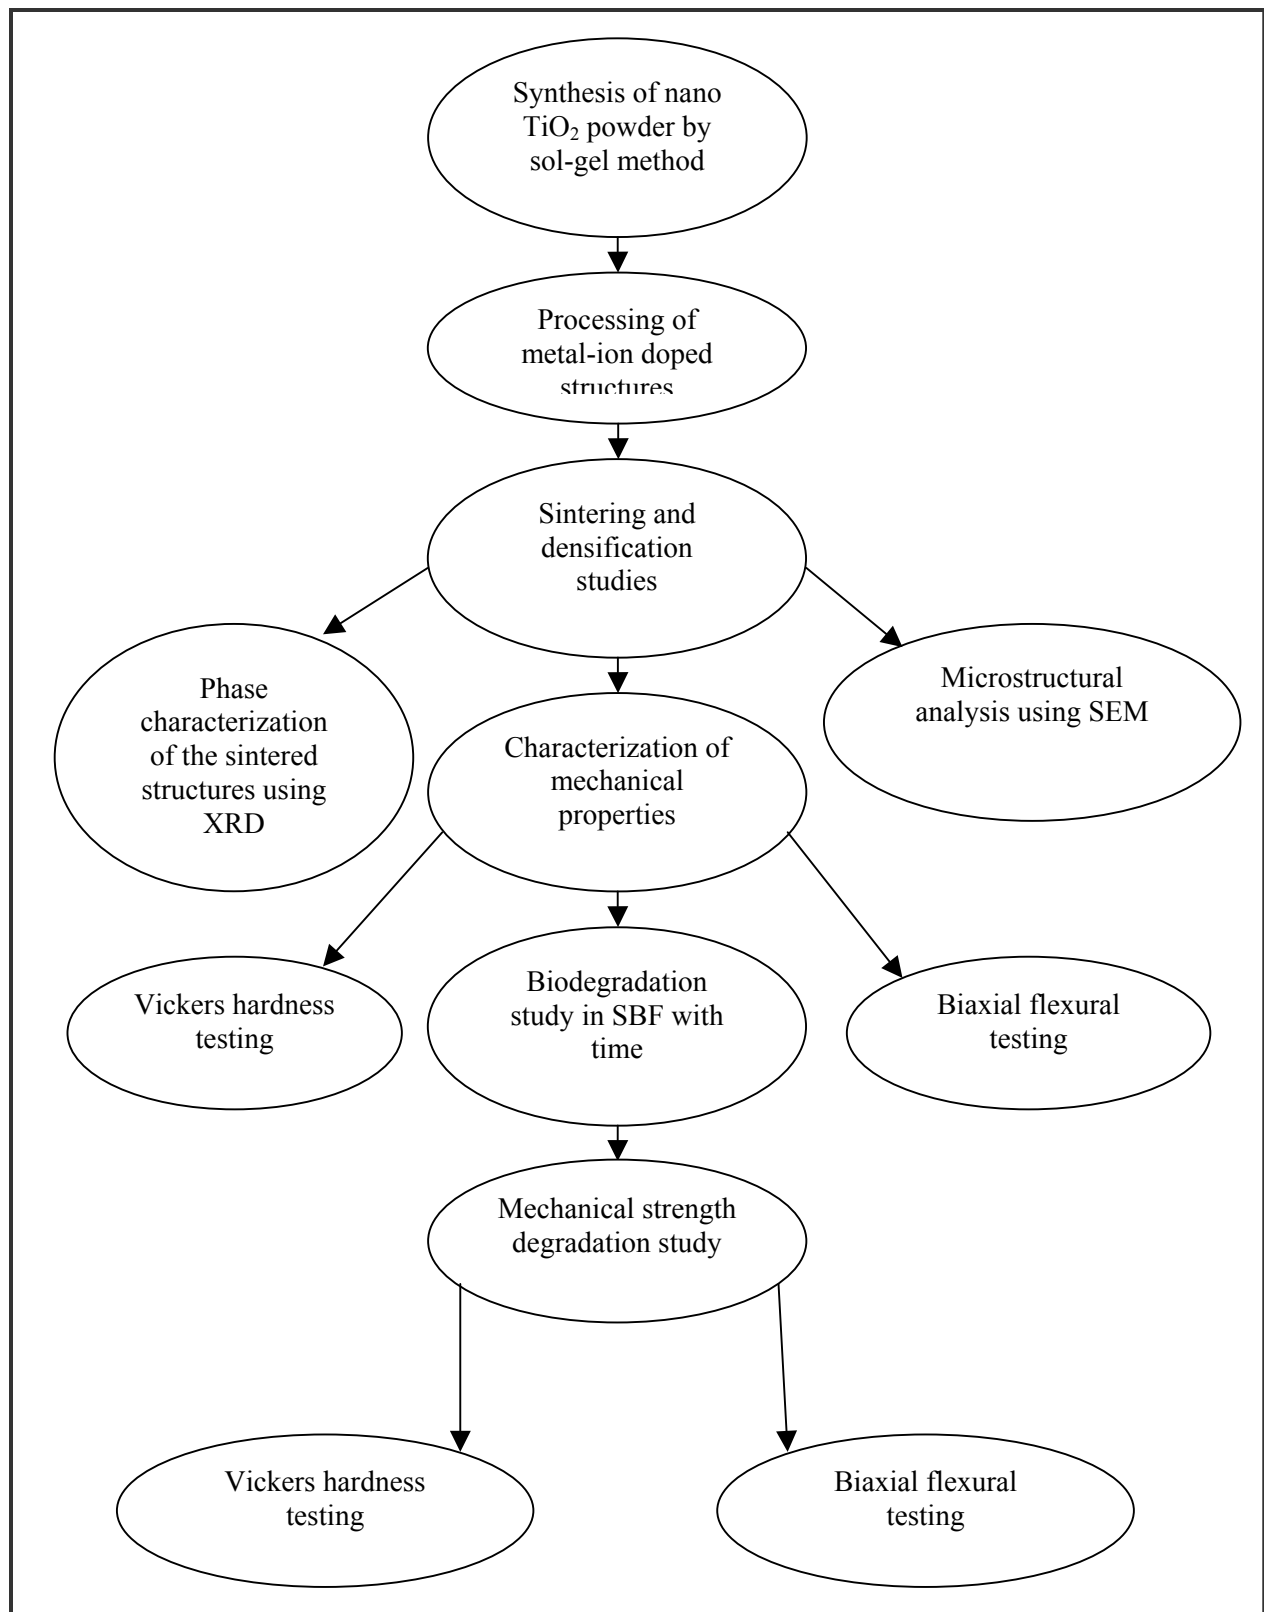 Synthesis of nano
TiO₂ powder by
sol-gel method
Processing of
metal-ion doped
structures
Sintering and
densification
studies
Phase
characterization
of the sintered
structures using
XRD
Microstructural
analysis using SEM
Characterization of
mechanical
properties
Vickers hardness
testing
Biodegradation
study in SBF with
time
Biaxial flexural
testing
Mechanical strength
degradation study
Vickers hardness
testing
Biaxial flexural
testing